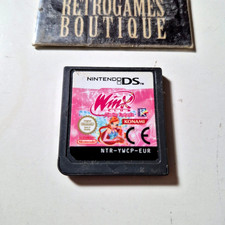 RETROGAMES
BOUTIQUE
NINTENDO DS
Winx
KONAMI
CE
NTR-YWCP-EUR